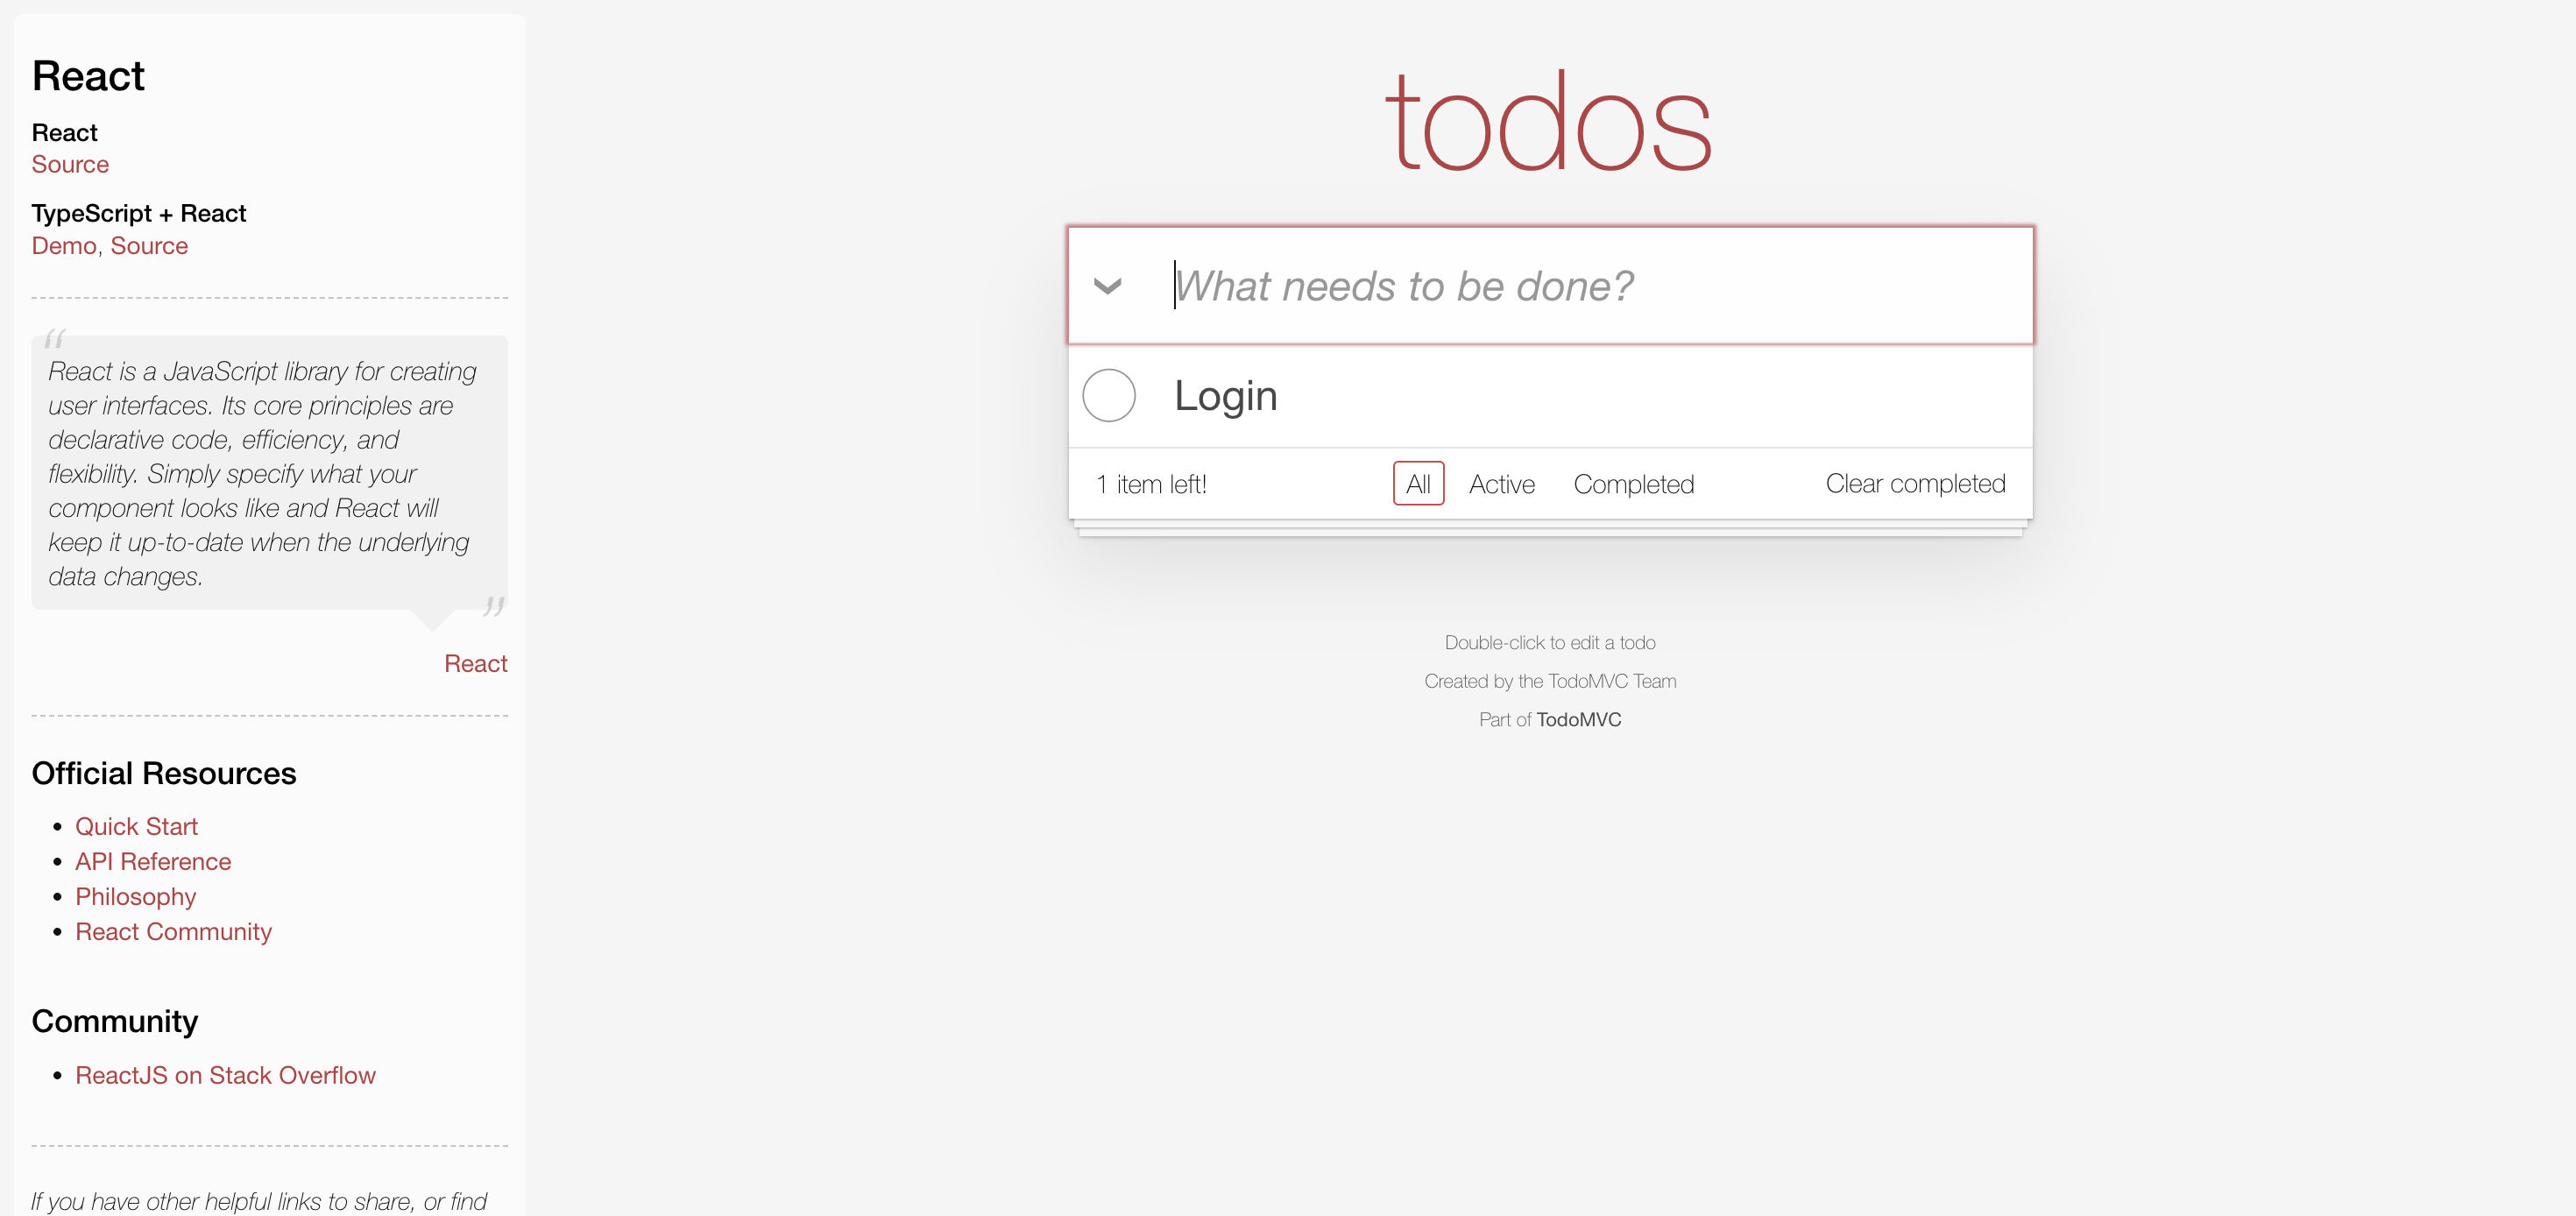 React
React
Source
TypeScript + React
Demo, Source
“
React is a JavaScript library for creating
user interfaces. Its core principles are
declarative code, efficiency, and
flexibility. Simply specify what your
component looks like and React will
keep it up-to-date when the underlying
data changes.
”
React
Official Resources
• Quick Start
• API Reference
• Philosophy
• React Community
Community
• ReactJS on Stack Overflow
If you have other helpful links to share, or find
todos
What needs to be done?
Login
1 item left!
All Active Completed
Clear completed
Double-click to edit a todo
Created by the TodoMVC Team
Part of TodoMVC